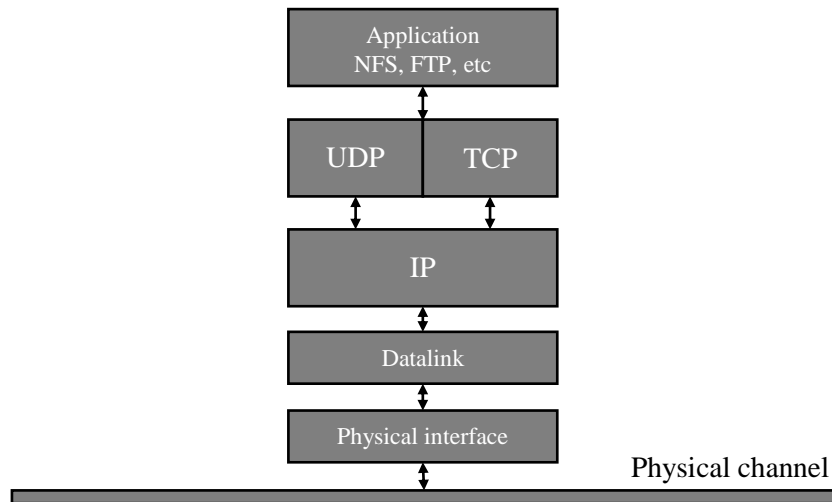 Application
NFS, FTP, etc
UDP
TCP
IP
Datalink
Physical interface
Physical channel